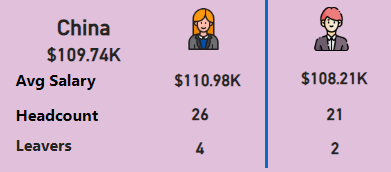 China
$109.74K
Avg Salary $110.98K $108.21K
Headcount 26 21
Leavers 4 2